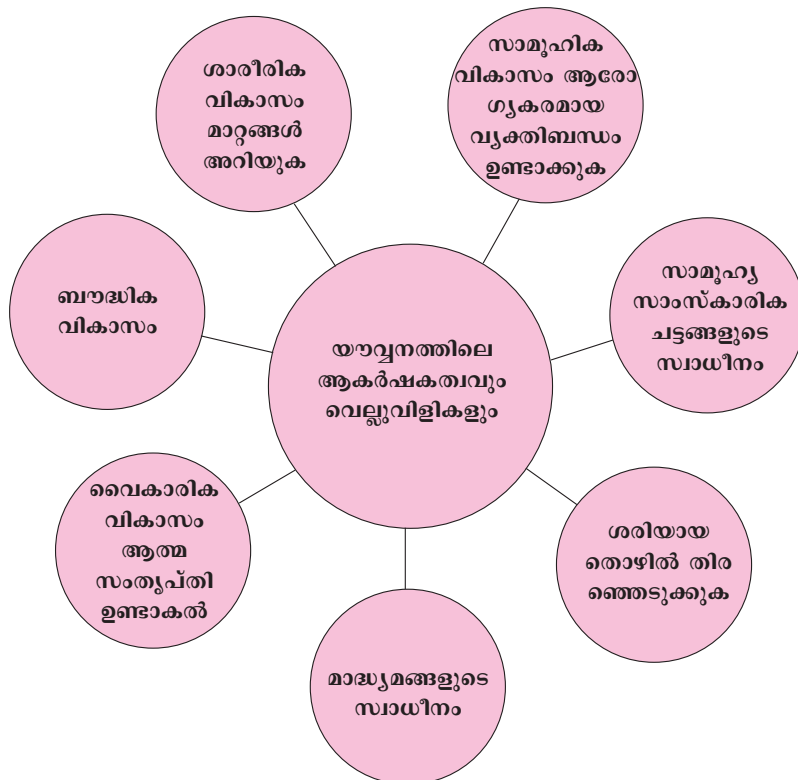 ശാരീരിക
വികാസം
മാറ്റങ്ങൾ
അറിയുക
സാമൂഹിക
വികാസം ആരോ
ഗ്യകരമായ
വ്യക്തിബന്ധം
ഉണ്ടാക്കുക
ബൗദ്ധിക
വികാസം
യൗവ്വനത്തിലെ
ആകർഷകത്വവും
വെല്ലുവിളികളും
സാമൂഹ്യ
സാംസ്കാരിക
ചട്ടങ്ങളുടെ
സ്വാധീനം
വൈകാരിക
വികാസം
ആത്മ
സംതൃപ്തി
ഉണ്ടാകൽ
ശരിയായ
തൊഴിൽ തിര
ഞ്ഞെടുക്കുക
മാദ്ധ്യമങ്ങളുടെ
സ്വാധീനം